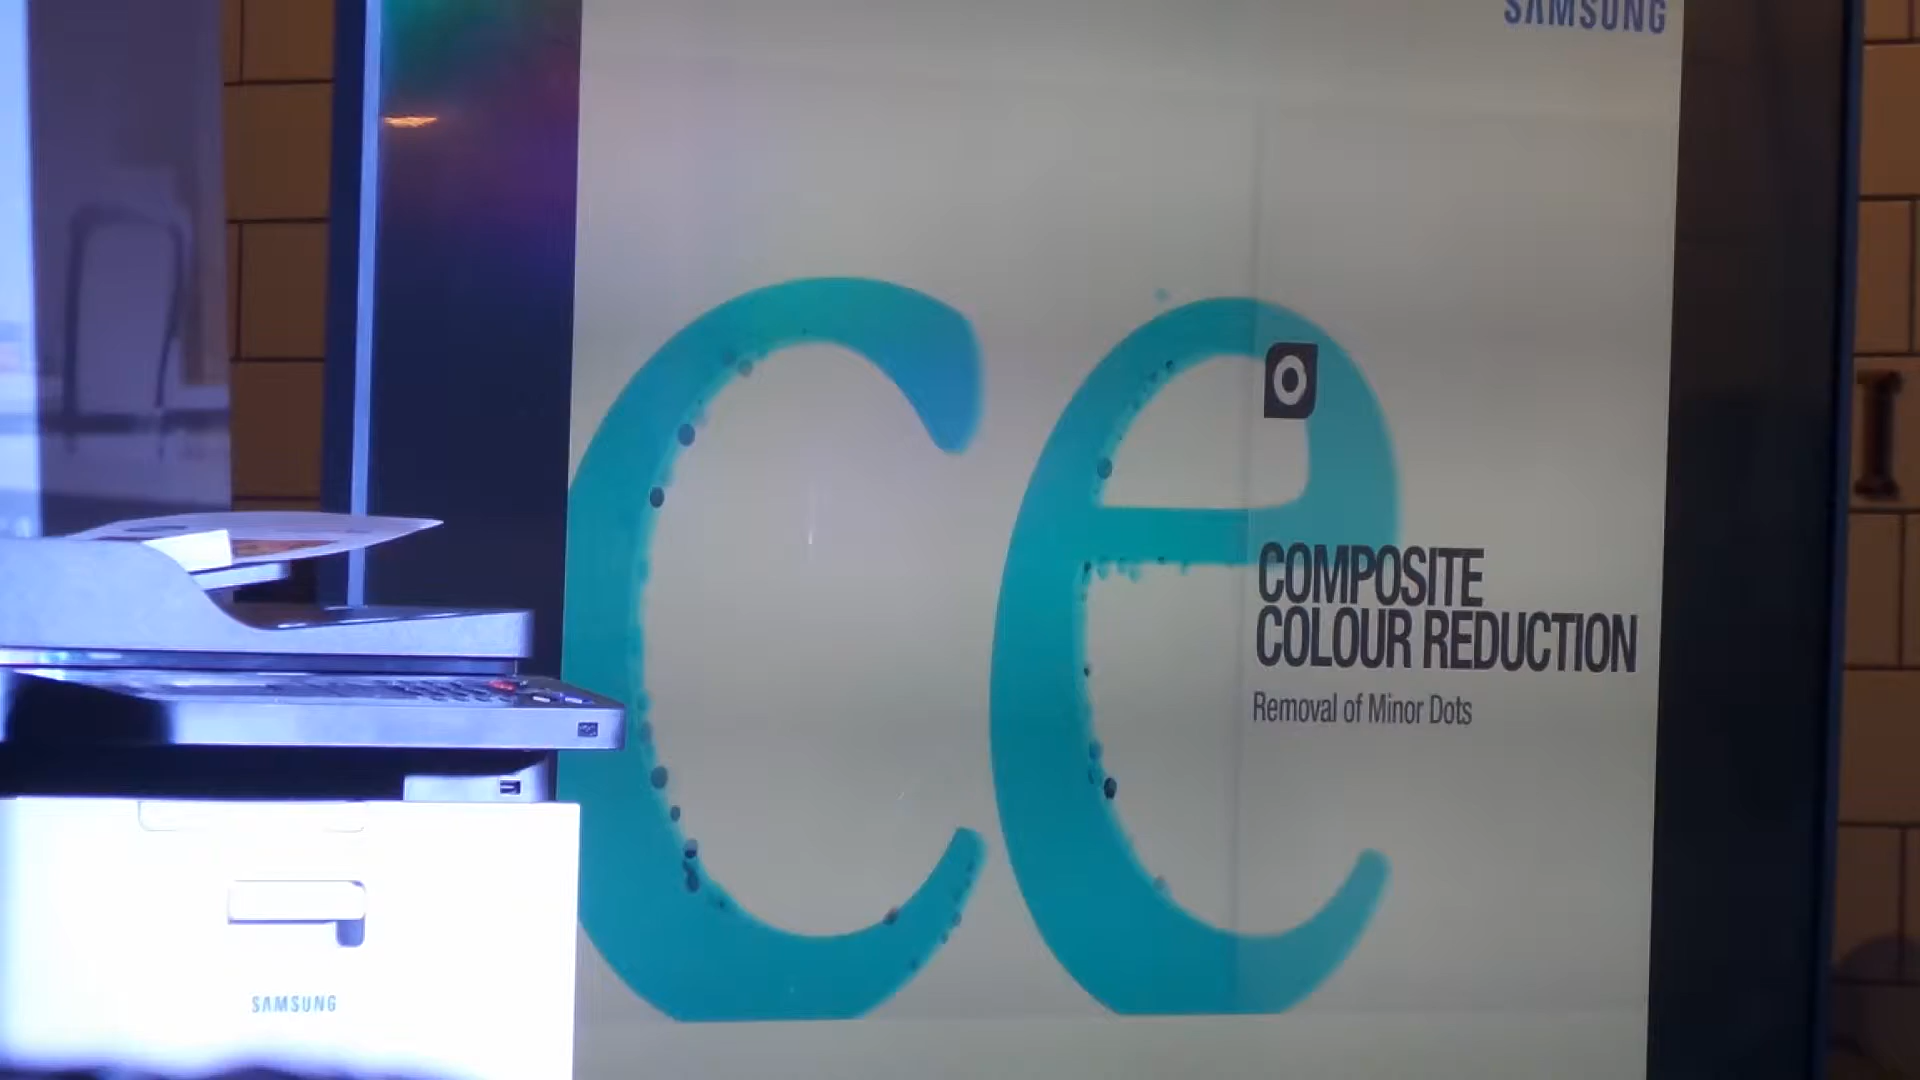 SAMSUNG
ce
COMPOSITE
COLOUR REDUCTION
Removal of Minor Dots
SAMSUNG
I